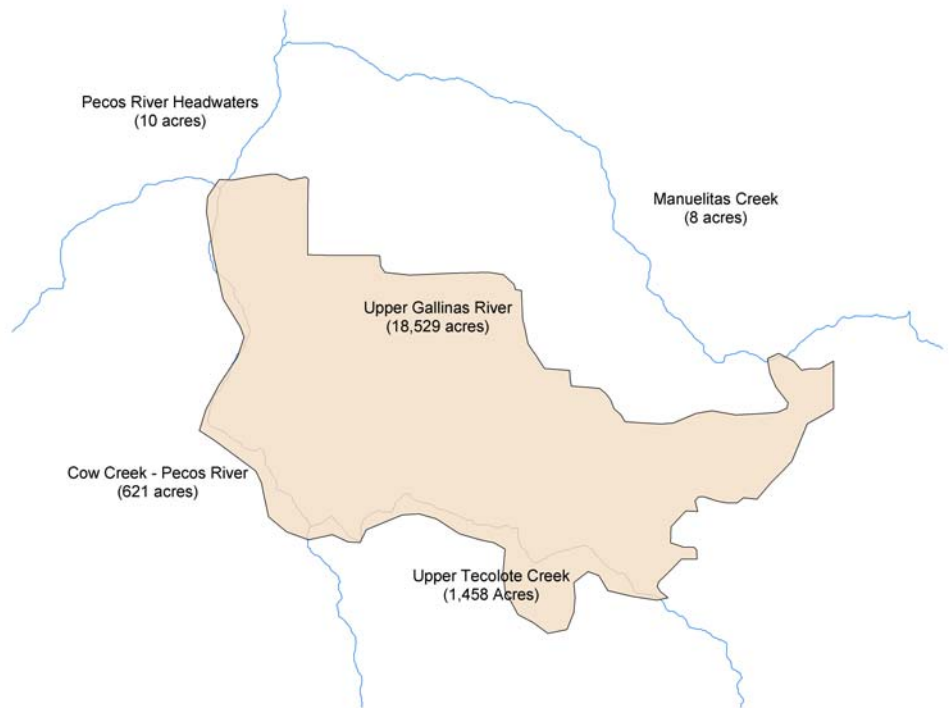 Pecos River Headwaters
(10 acres)
Manuelitas Creek
(8 acres)
Upper Gallinas River
(18,529 acres)
Cow Creek - Pecos River
(621 acres)
Upper Tecolote Creek
(1,458 Acres)